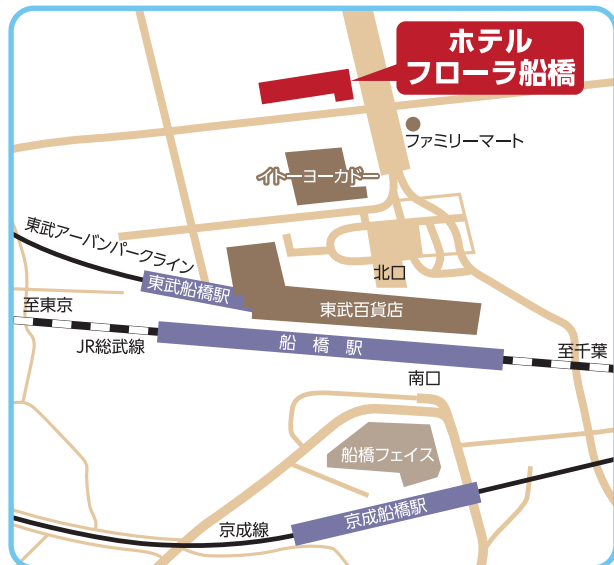 ホテル
フローラ船橋
ファミリーマート
イトーヨーカドー
東武アーバンパークライン
北口
東武船橋駅
東武百貨店
至東京
JR総武線
船橋駅
至千葉
南口
船橋フェイス
京成船橋駅
京成線